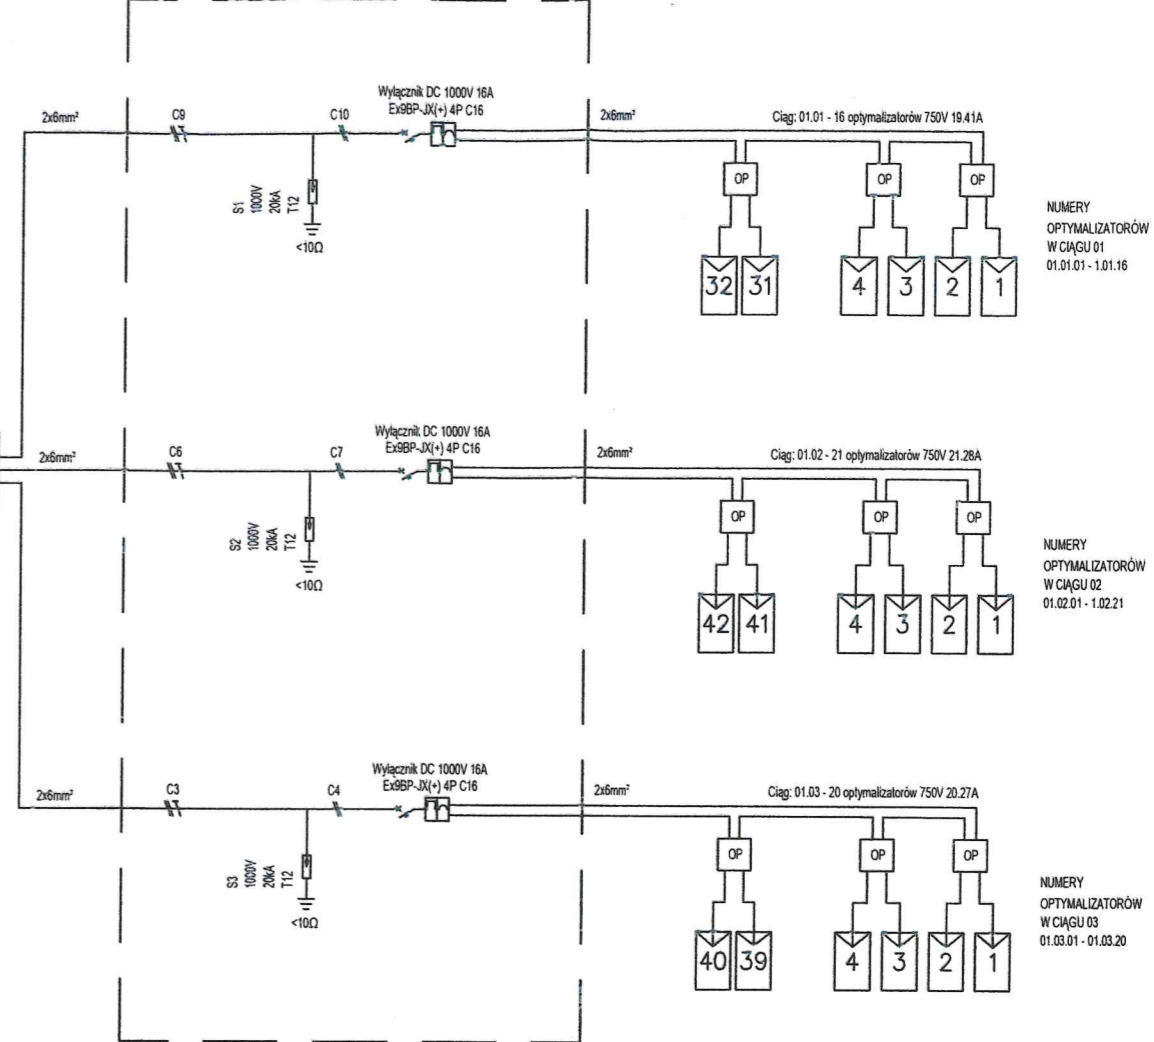 Wyłącznik DC 1000V 16A
Ex9BP-JX(+) 4P C16
2x6mm²
C9
C10
2x6mm²
Ciąg: 01.01 - 16 optymalizatorów 750V 19.41A
S1
1000V
20kA
T12
<10Ω
OP
OP
OP
32
31
4
3
2
1
NUMERY
OPTYMALIZATORÓW
W CIĄGU 01
01.01.01 - 1.01.16
Wyłącznik DC 1000V 16A
Ex9BP-JX(+) 4P C16
2x6mm²
C6
C7
2x6mm²
Ciąg: 01.02 - 21 optymalizatorów 750V 21.28A
S2
1000V
20kA
T12
<10Ω
OP
OP
OP
42
41
4
3
2
1
NUMERY
OPTYMALIZATORÓW
W CIĄGU 02
01.02.01 - 1.02.21
Wyłącznik DC 1000V 16A
Ex9BP-JX(+) 4P C16
2x6mm²
C3
C4
2x6mm²
Ciąg: 01.03 - 20 optymalizatorów 750V 20.27A
S3
1000V
20kA
T12
<10Ω
OP
OP
OP
40
39
4
3
2
1
NUMERY
OPTYMALIZATORÓW
W CIĄGU 03
01.03.01 - 01.03.20